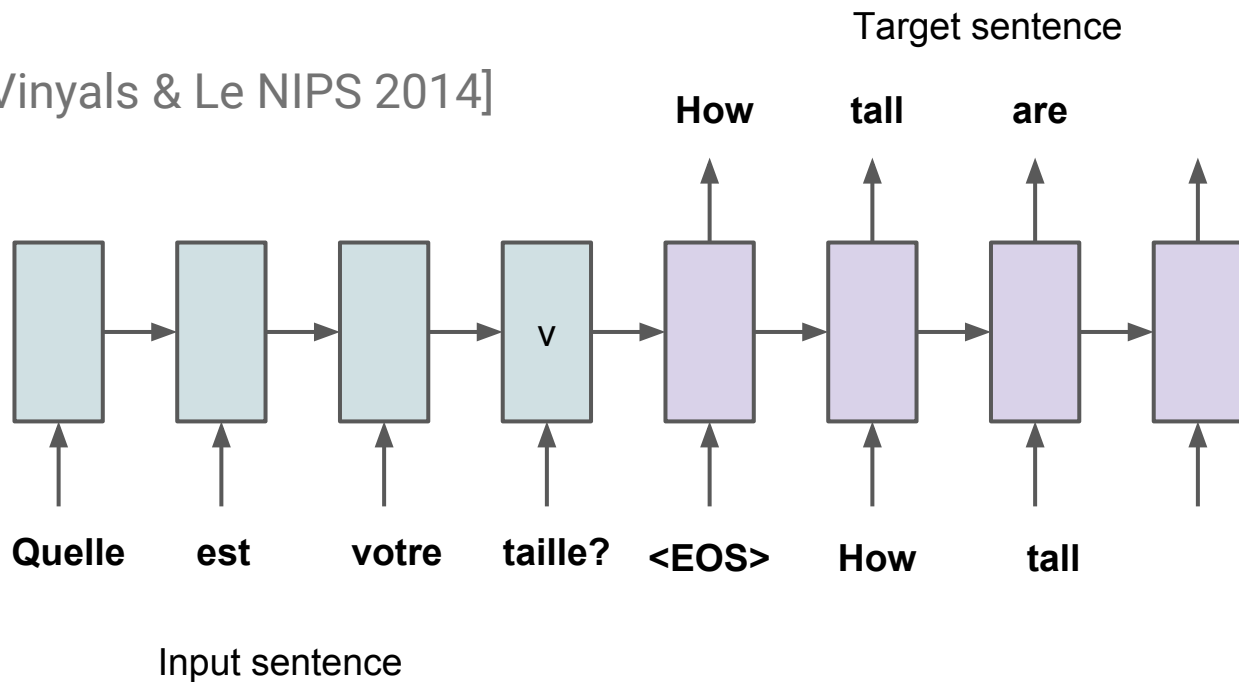 Target sentence
Vinyals & Le NIPS 2014]
How tall are
v
Quelle est votre taille? <EOS> How tall
Input sentence